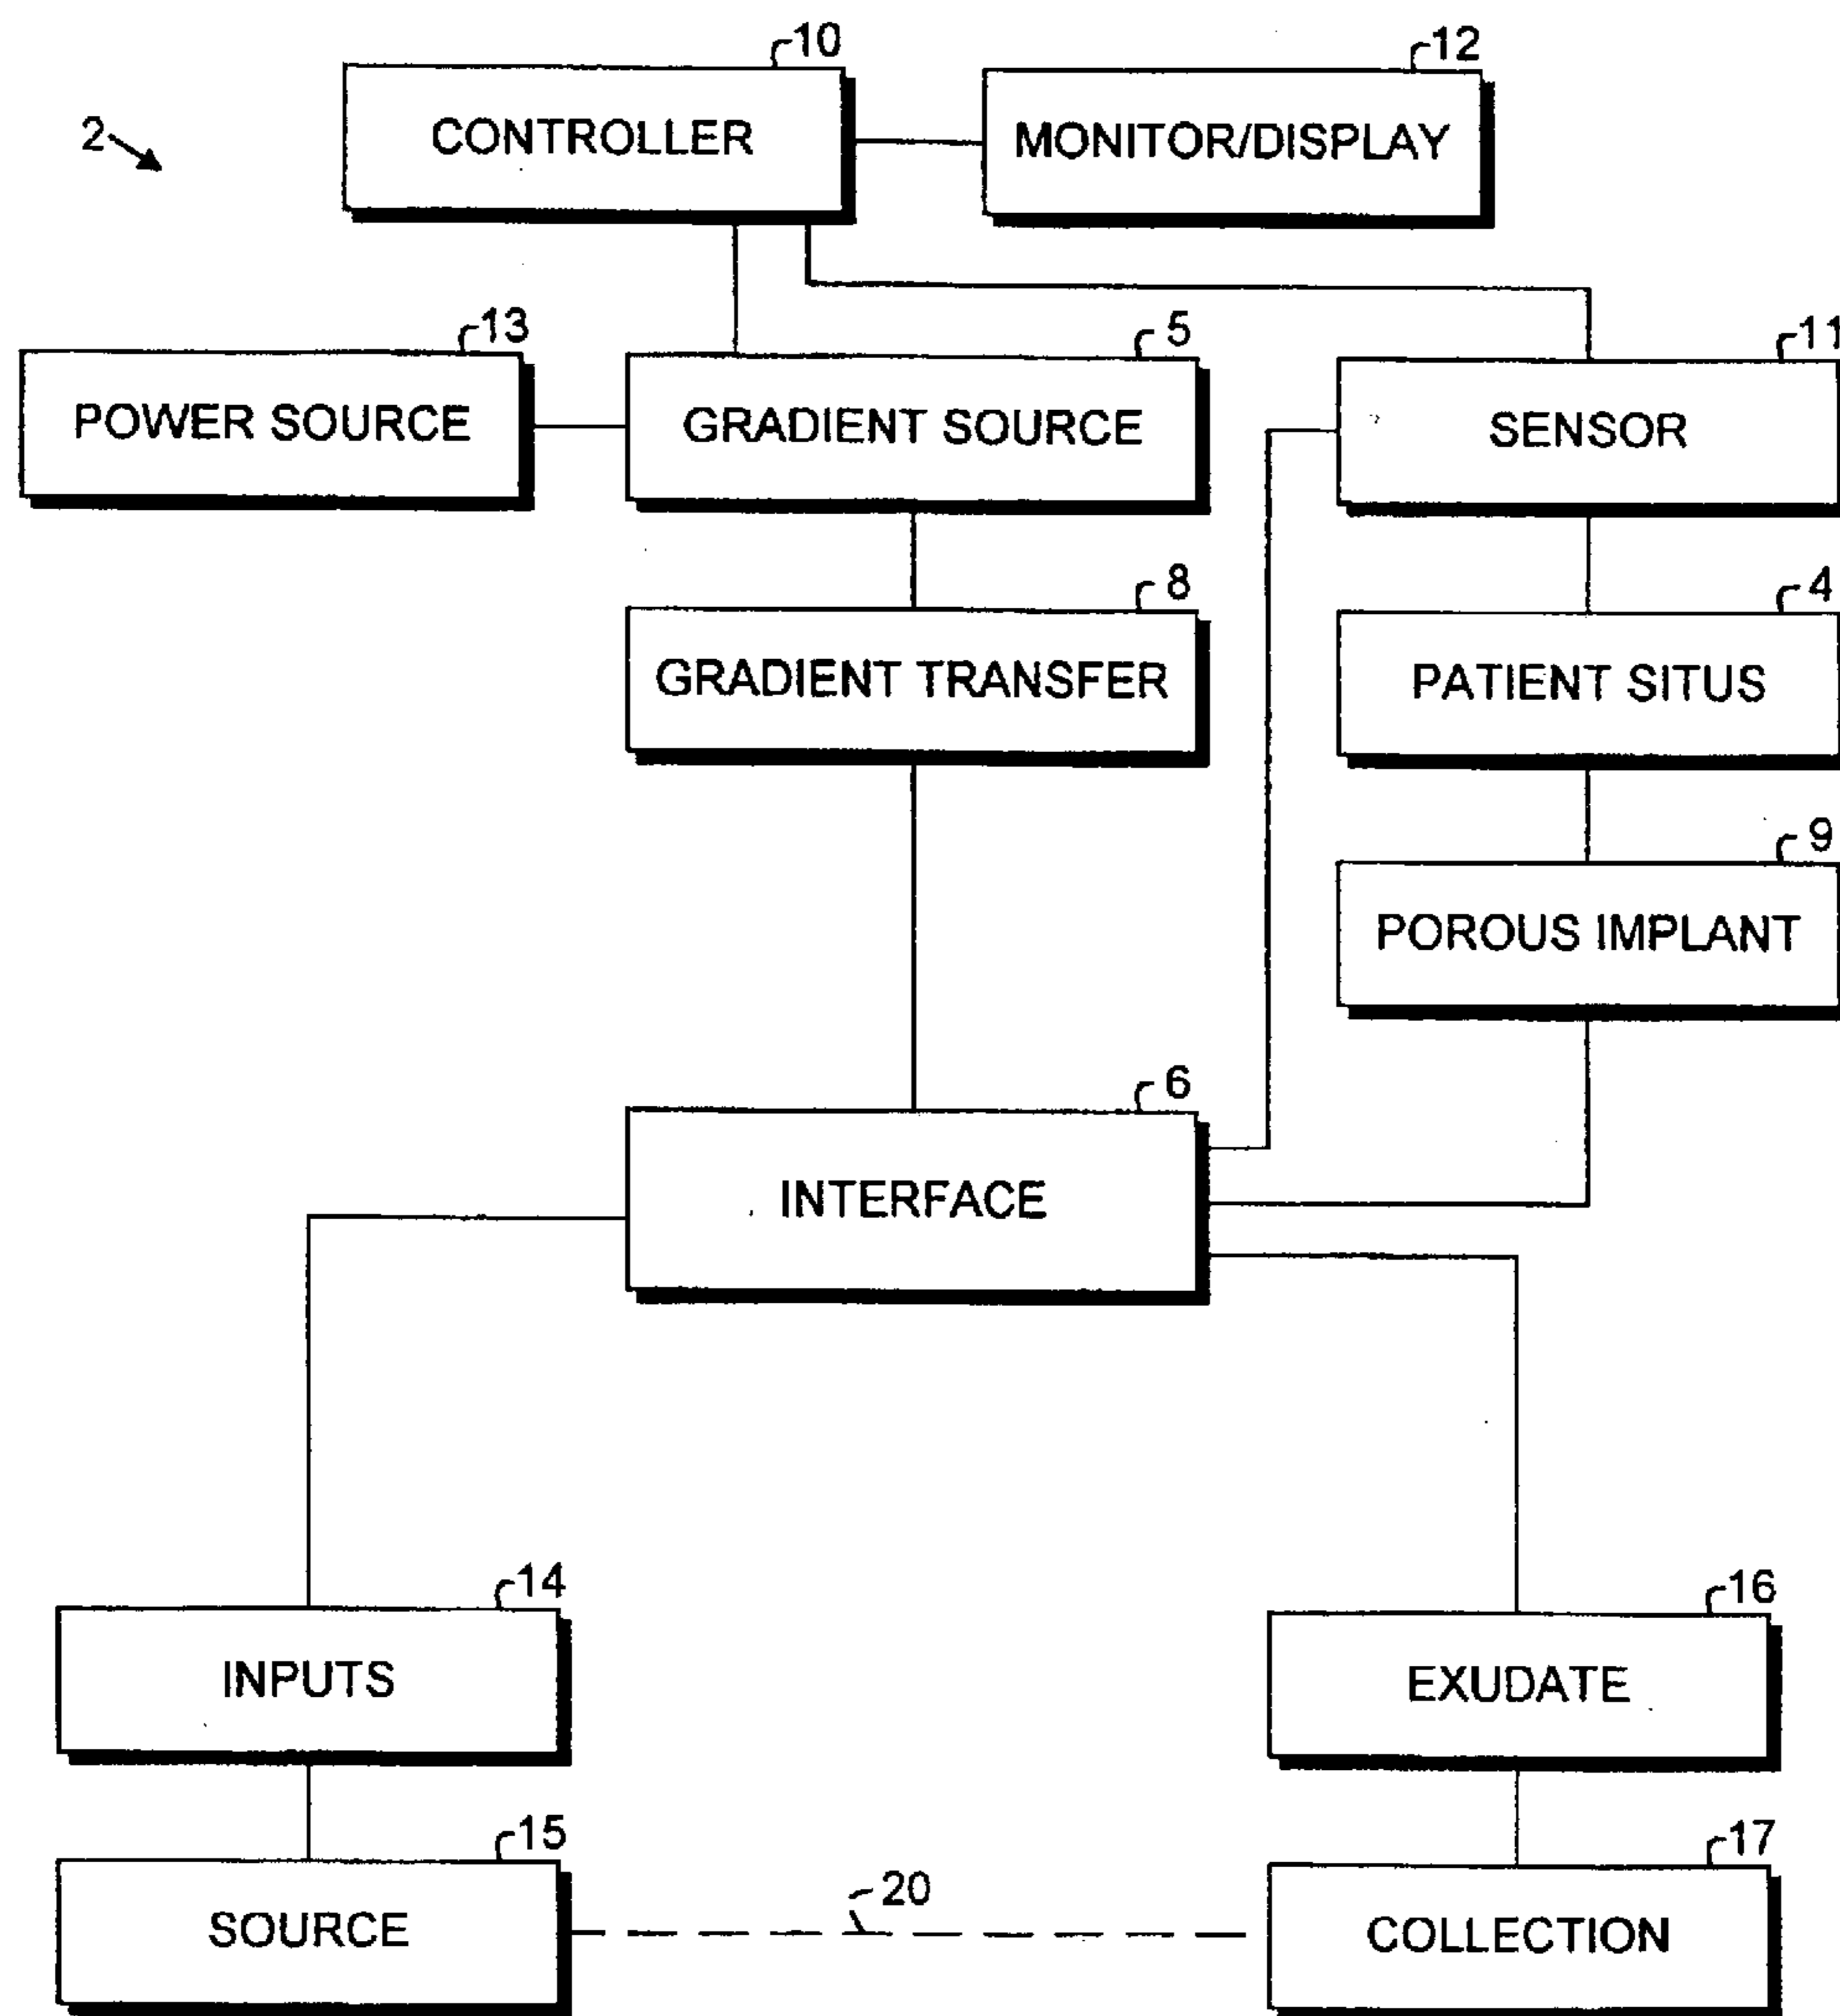 10
12
2
CONTROLLER
MONITOR/DISPLAY
13
5
11
POWER SOURCE
GRADIENT SOURCE
SENSOR
8
4
GRADIENT TRANSFER
PATIENT SITUS
9
POROUS IMPLANT
6
INTERFACE
14
16
INPUTS
EXUDATE
15
17
20
SOURCE
COLLECTION